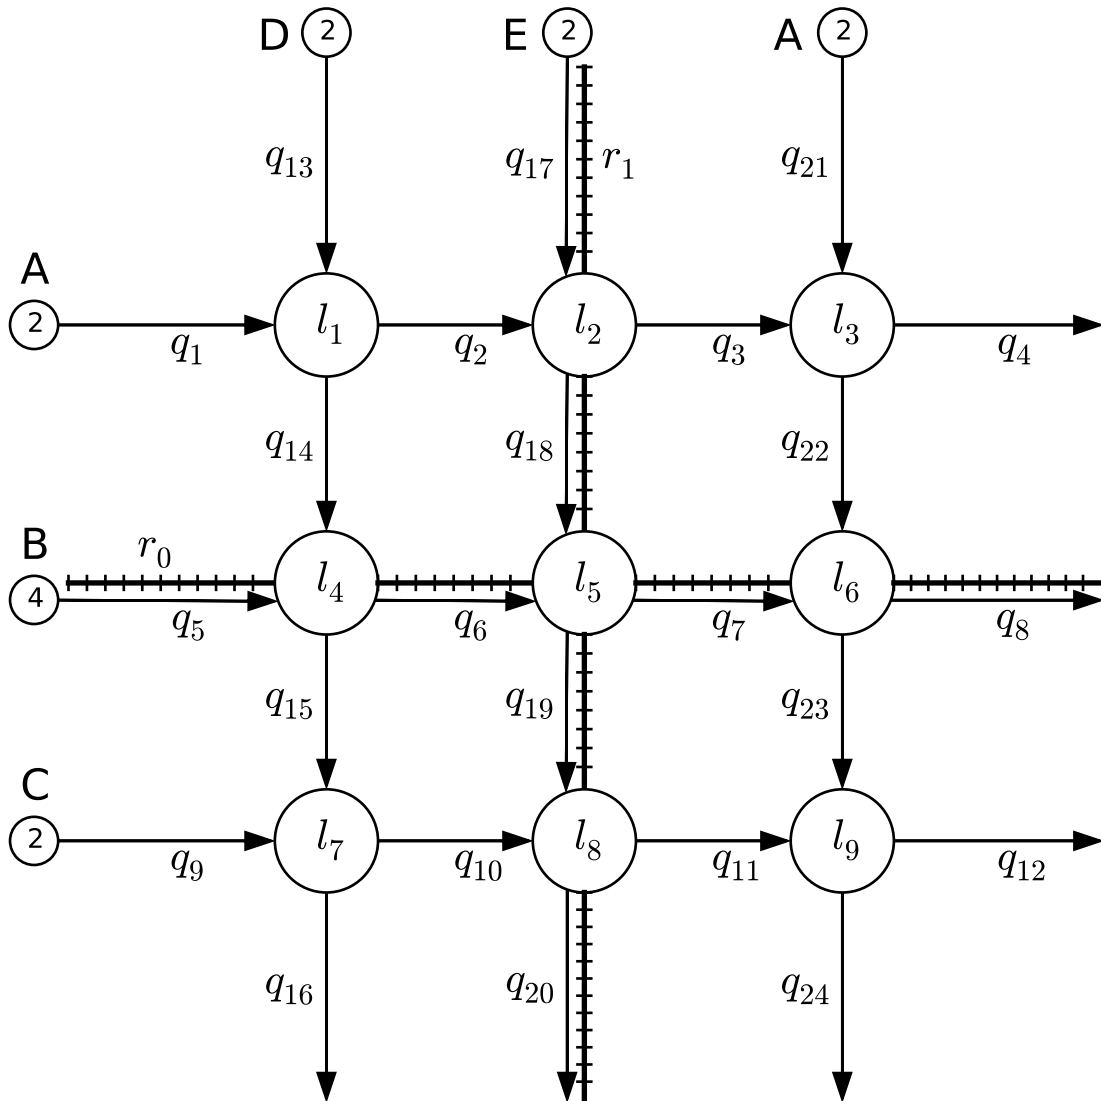 D 2 E 2 A 2
q13 q17 r1 q21
A
2 l1 l2 l3
q1 q2 q3 q4
q14 q18 q22
B r0
4 l4 l5 l6
q5 q6 q7 q8
q15 q19 q23
C
2 l7 l8 l9
q9 q10 q11 q12
q16 q20 q24